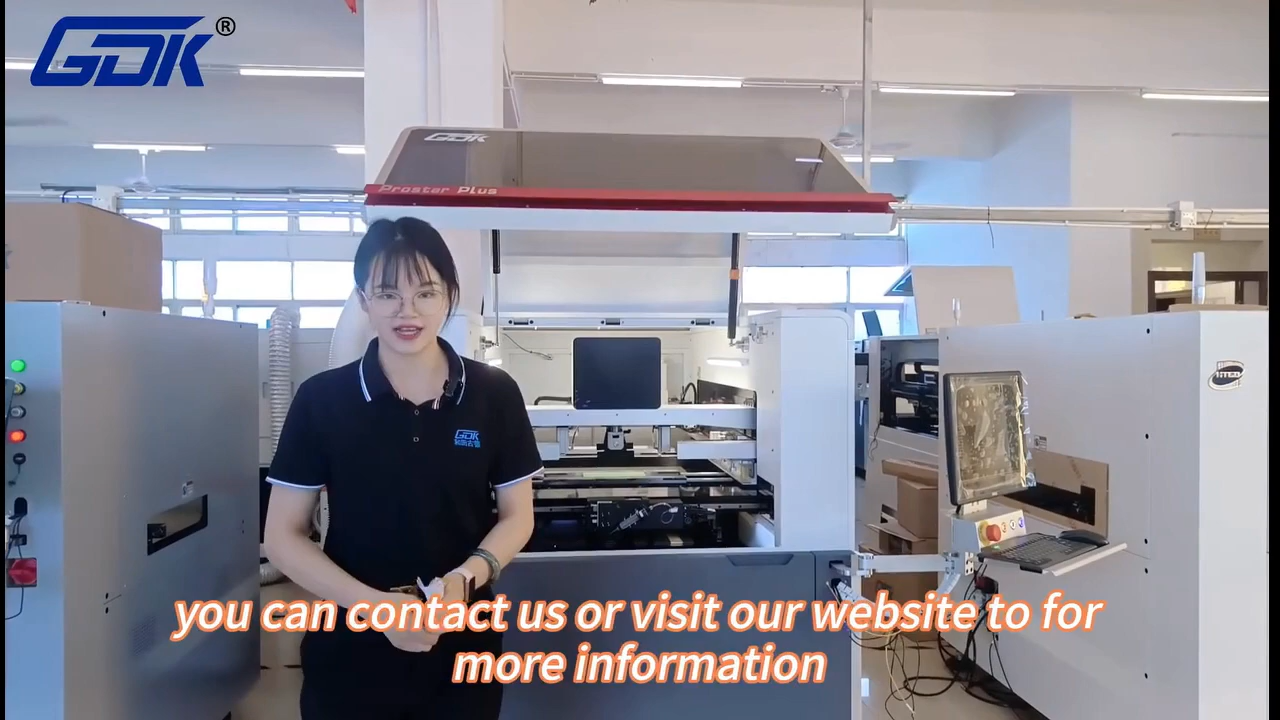 GDK®
GDK
Prostar Plus
GDK
you can contact us or visit our website to for
more information